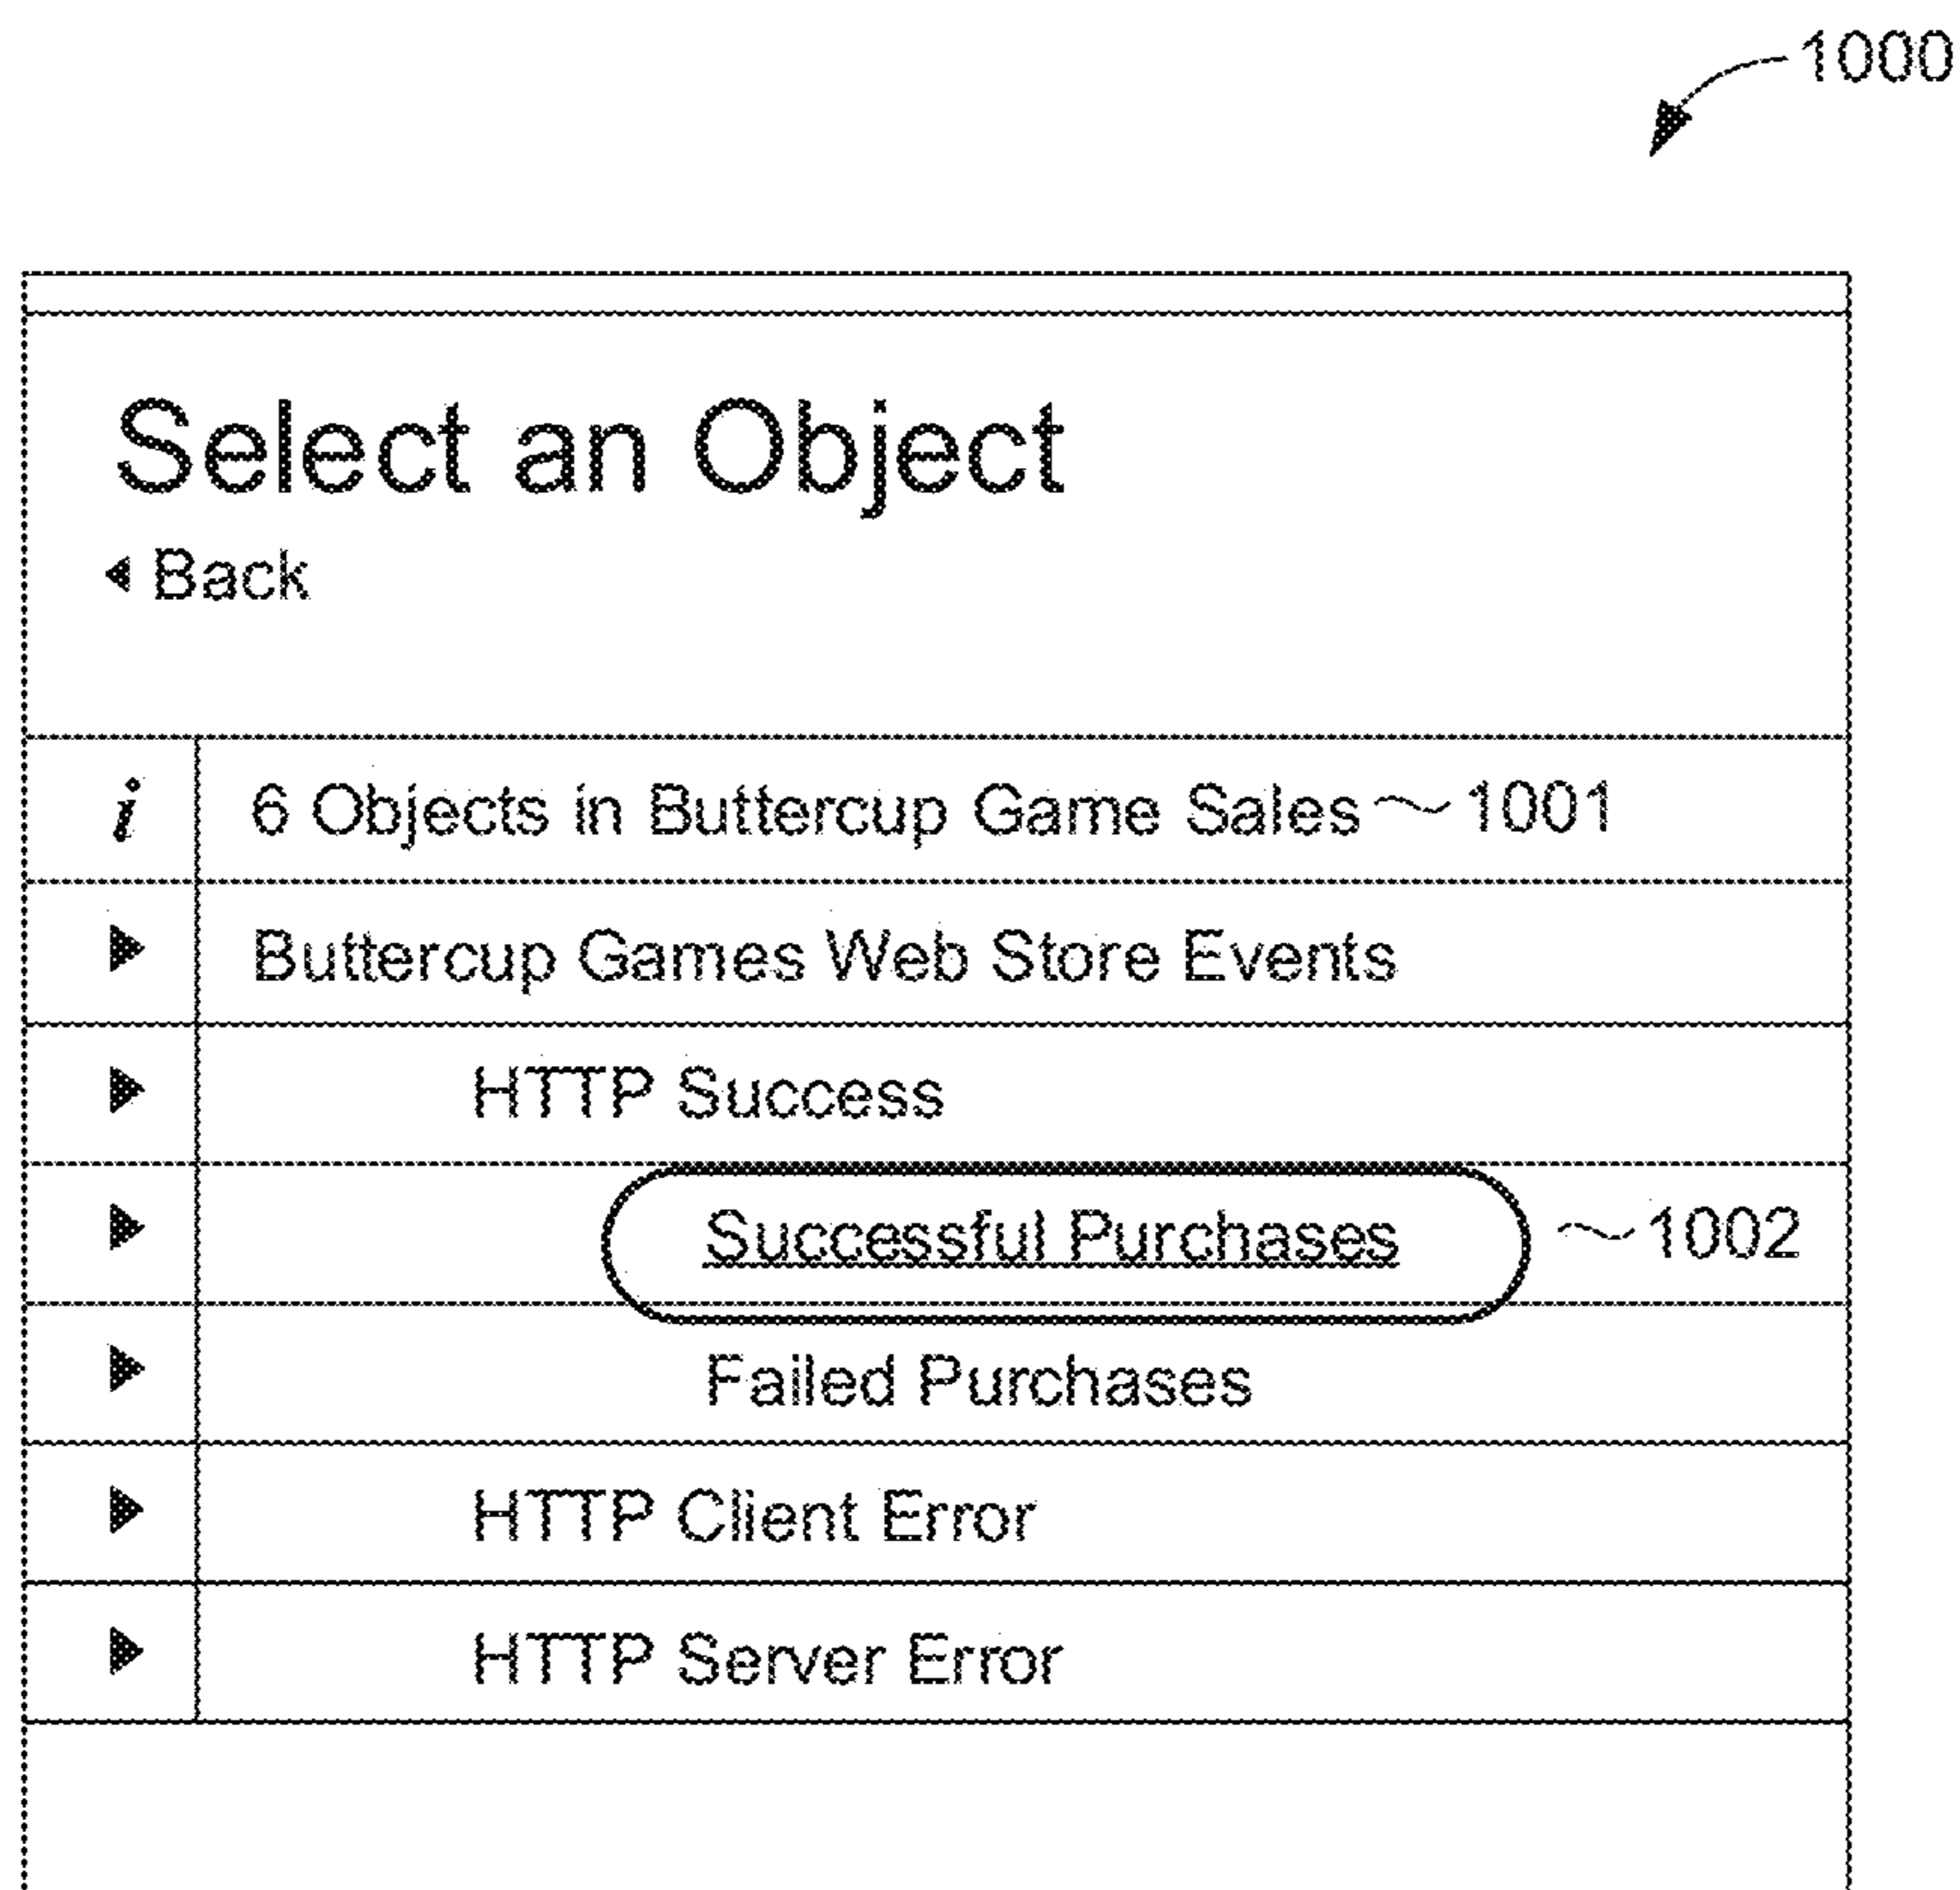 1000
Select an Object
Back
i 6 Objects in Buttercup Game Sales 1001
Buttercup Games Web Store Events
HTTP Success
Successful Purchases 1002
Failed Purchases
HTTP Client Error
HTTP Server Error